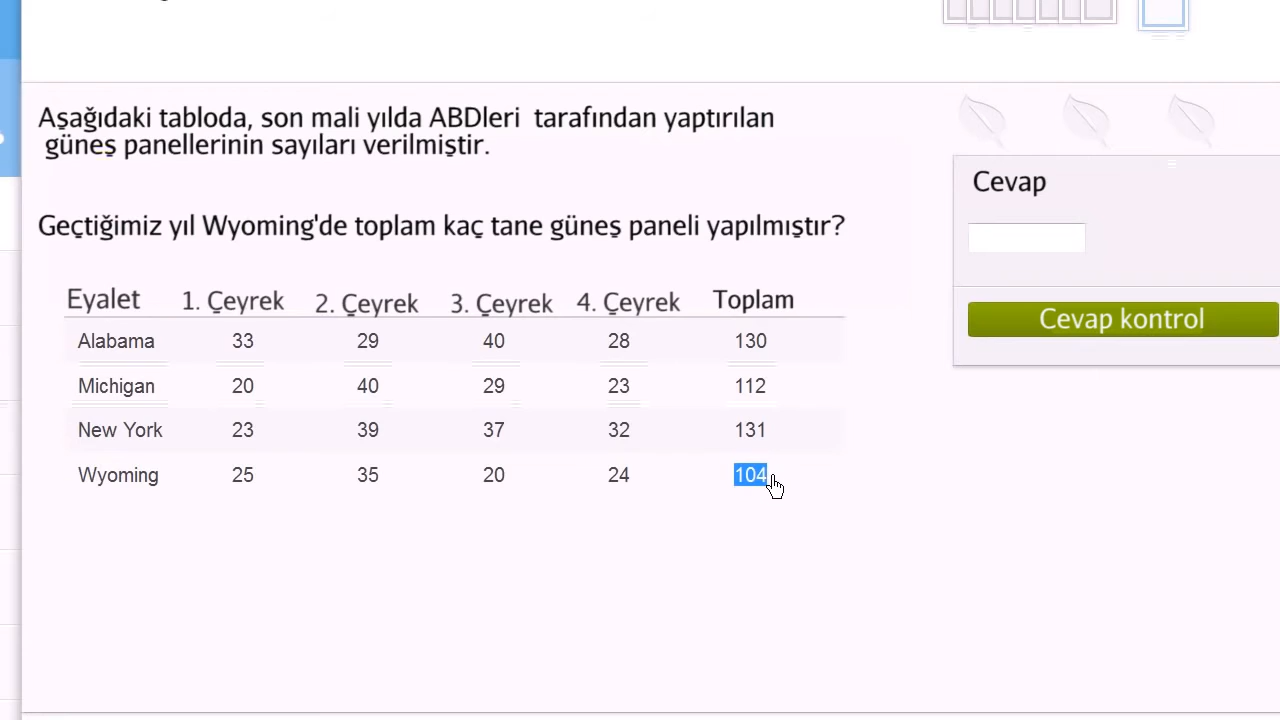 Aşağıdaki tabloda, son mali yılda ABDleri tarafından yaptırılan
güneş panellerinin sayıları verilmiştir.
Geçtiğimiz yıl Wyoming'de toplam kaç tane güneş paneli yapılmıştır?
Eyalet 1. Çeyrek 2. Çeyrek 3. Çeyrek 4. Çeyrek Toplam
Alabama 33 29 40 28 130
Michigan 20 40 29 23 112
New York 23 39 37 32 131
Wyoming 25 35 20 24 104
Cevap
Cevap kontrol